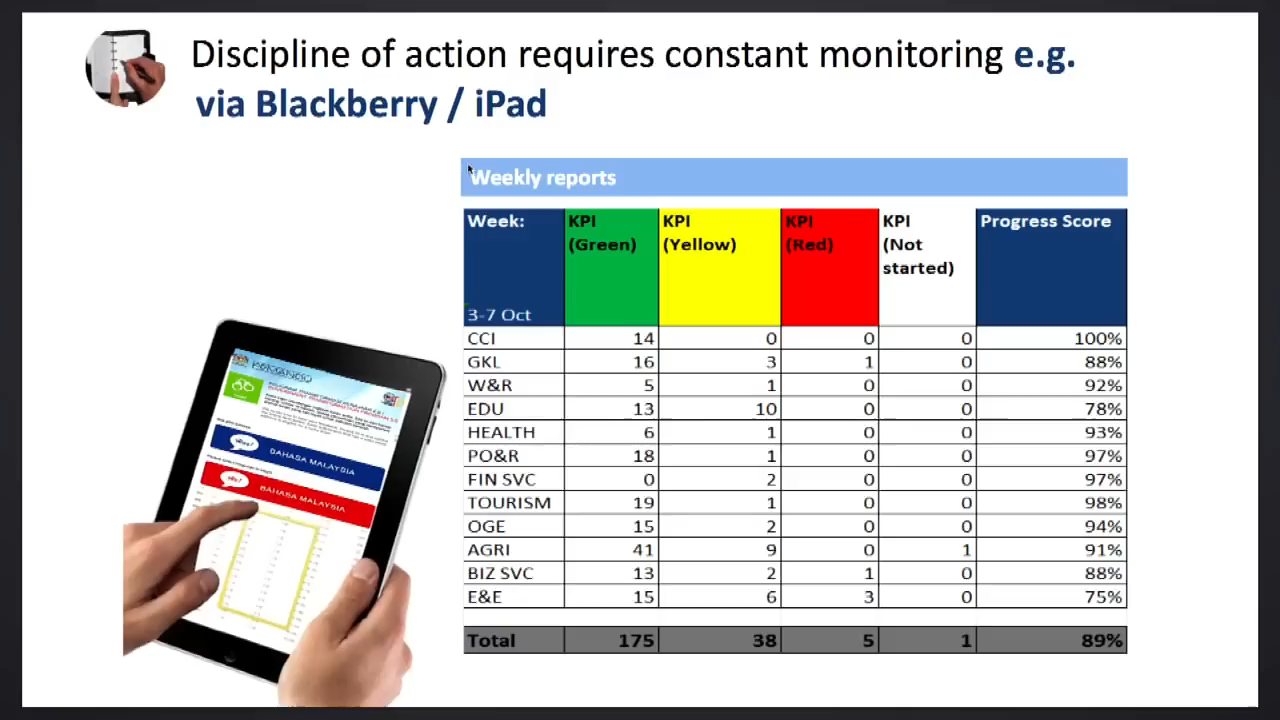 Discipline of action requires constant monitoring e.g.
via Blackberry / iPad
Weekly reports
Week: KPI KPI KPI KPI Progress Score
(Green) (Yellow) (Red) (Not
started)
3-7 Oct
CCI 14 0 0 0 100%
GKL 16 3 1 0 88%
W&R 5 1 0 0 92%
EDU 13 10 0 0 78%
HEALTH 6 1 0 0 93%
PO&R 18 1 0 0 97%
FIN SVC 0 2 0 0 97%
TOURISM 19 1 0 0 98%
OGE 15 2 0 0 94%
AGRI 41 9 0 1 91%
BIZ SVC 13 2 1 0 88%
E&E 15 6 3 0 75%
Total 175 38 5 1 89%
BAHASA MALAYSIA
BAHASA MALAYSIA